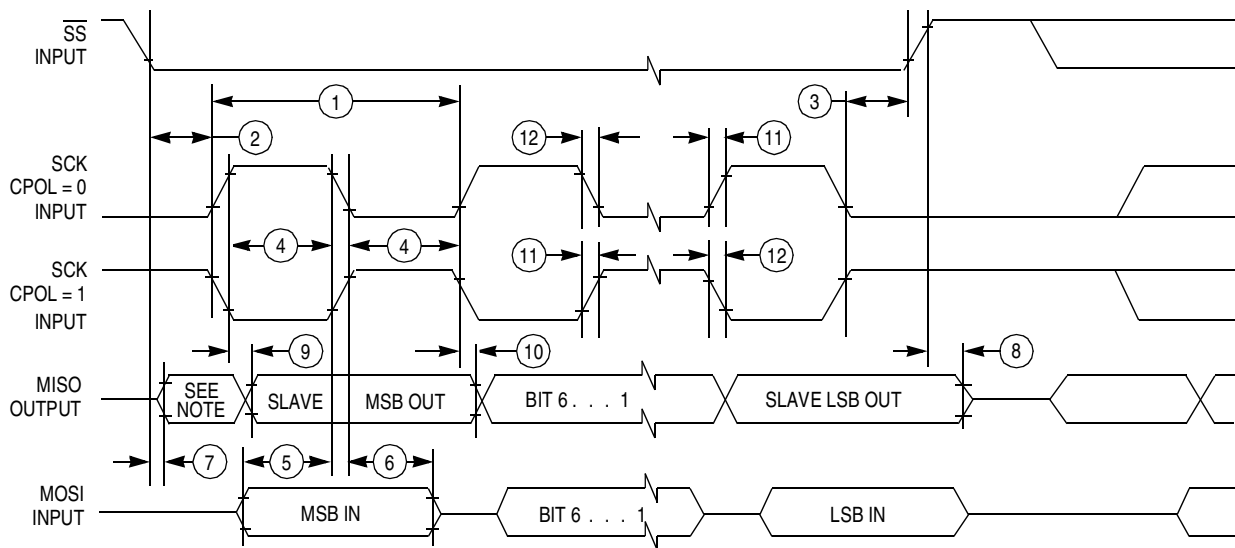 SS
INPUT
1
3
2
12
11
SCK
CPOL = 0
INPUT
4
4
11
12
SCK
CPOL = 1
INPUT
9
10
8
MISO
OUTPUT
SEE
NOTE
SLAVE
MSB OUT
BIT 6 . . . 1
SLAVE LSB OUT
7
5
6
MOSI
INPUT
MSB IN
BIT 6 . . . 1
LSB IN